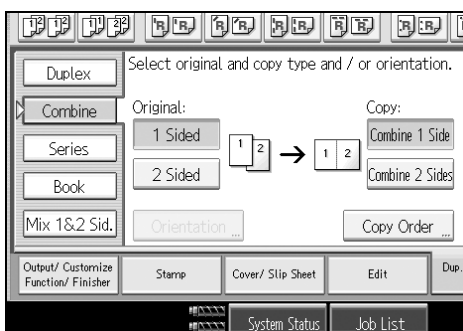 Duplex
Select original and copy type and / or orientation.
Combine
Original:
Copy:
1 Sided
1 2
1 2
Combine 1 Side
Series
2 Sided
Combine 2 Sides
Book
Mix 1&2 Sid.
Orientation
Copy Order
Output/ Customize
Function/ Finisher
Stamp
Cover/ Slip Sheet
Edit
Dup.
System Status
Job List